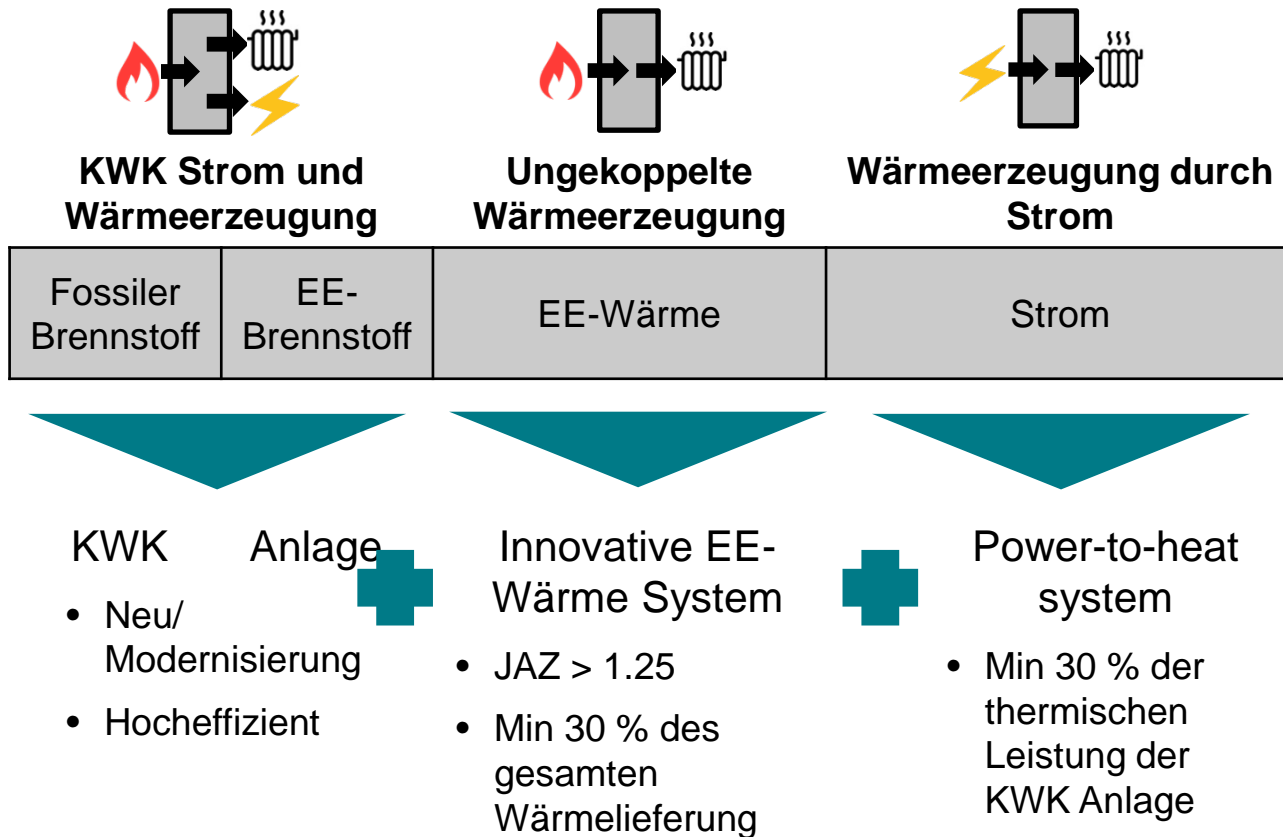 KWK Strom und
Wärmeerzeugung
Ungekoppelte
Wärmeerzeugung
Wärmeerzeugung durch
Strom
Fossiler
Brennstoff
EE-
Brennstoff
EE-Wärme
Strom
KWK Anlage
• Neu/
Modernisierung
• Hocheffizient
Innovative EE-
Wärme System
• JAZ > 1.25
• Min 30 % des
gesamten
Wärmelieferung
Power-to-heat
system
• Min 30 % der
thermischen
Leistung der
KWK Anlage